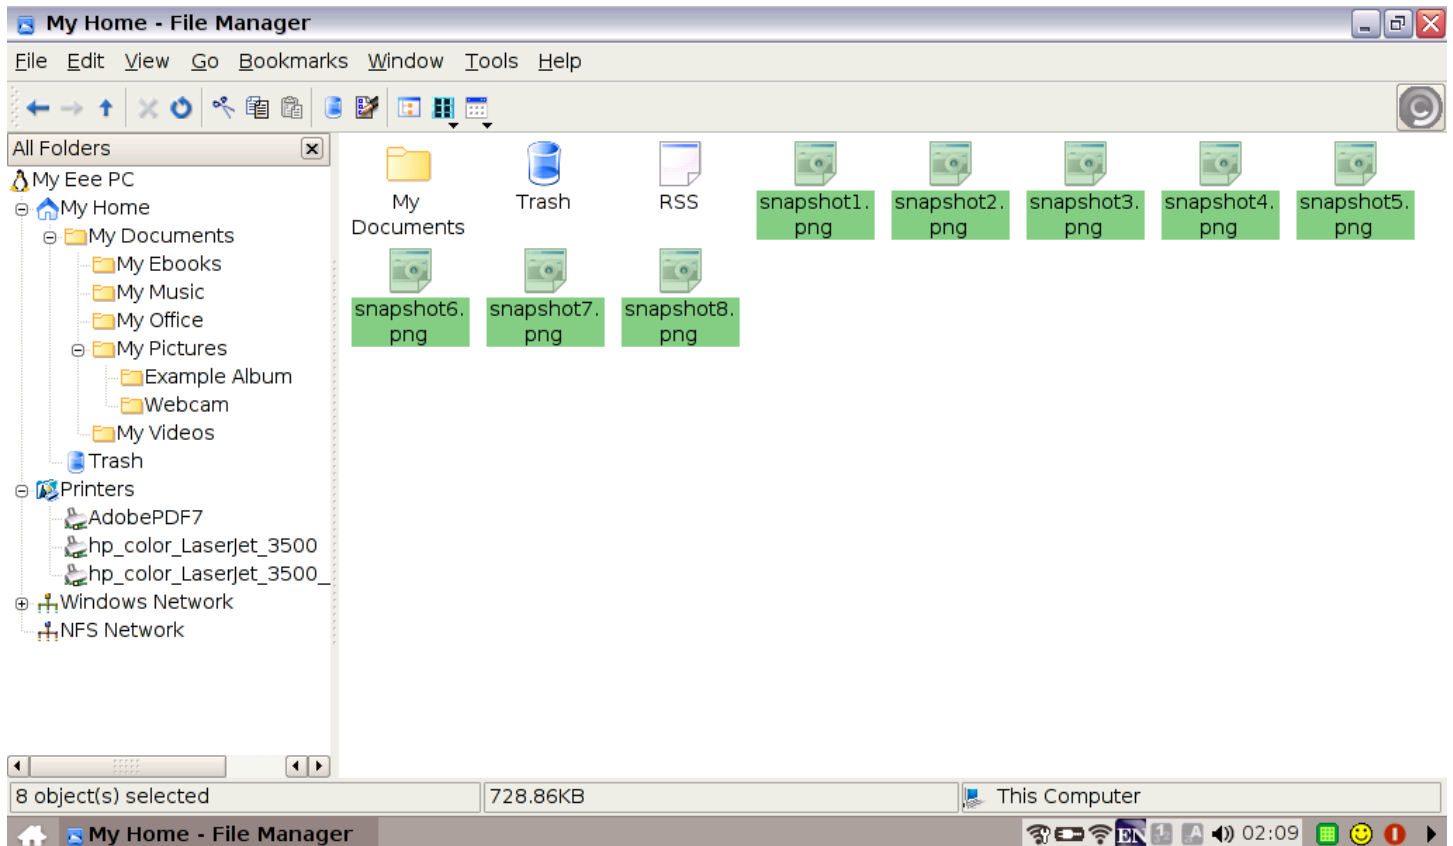 My Home - File Manager
File Edit View Go Bookmarks Window Tools Help
All Folders
My Eee PC
My Home
My Documents
My Ebooks
My Music
My Office
My Pictures
Example Album
Webcam
My Videos
Trash
Printers
AdobePDF7
hp_color_LaserJet_3500
hp_color_LaserJet_3500_
Windows Network
NFS Network
My Documents
Trash
RSS
snapshot1.png
snapshot2.png
snapshot3.png
snapshot4.png
snapshot5.png
snapshot6.png
snapshot7.png
snapshot8.png
8 object(s) selected 728.86KB This Computer
My Home - File Manager EN 1 A 02:09